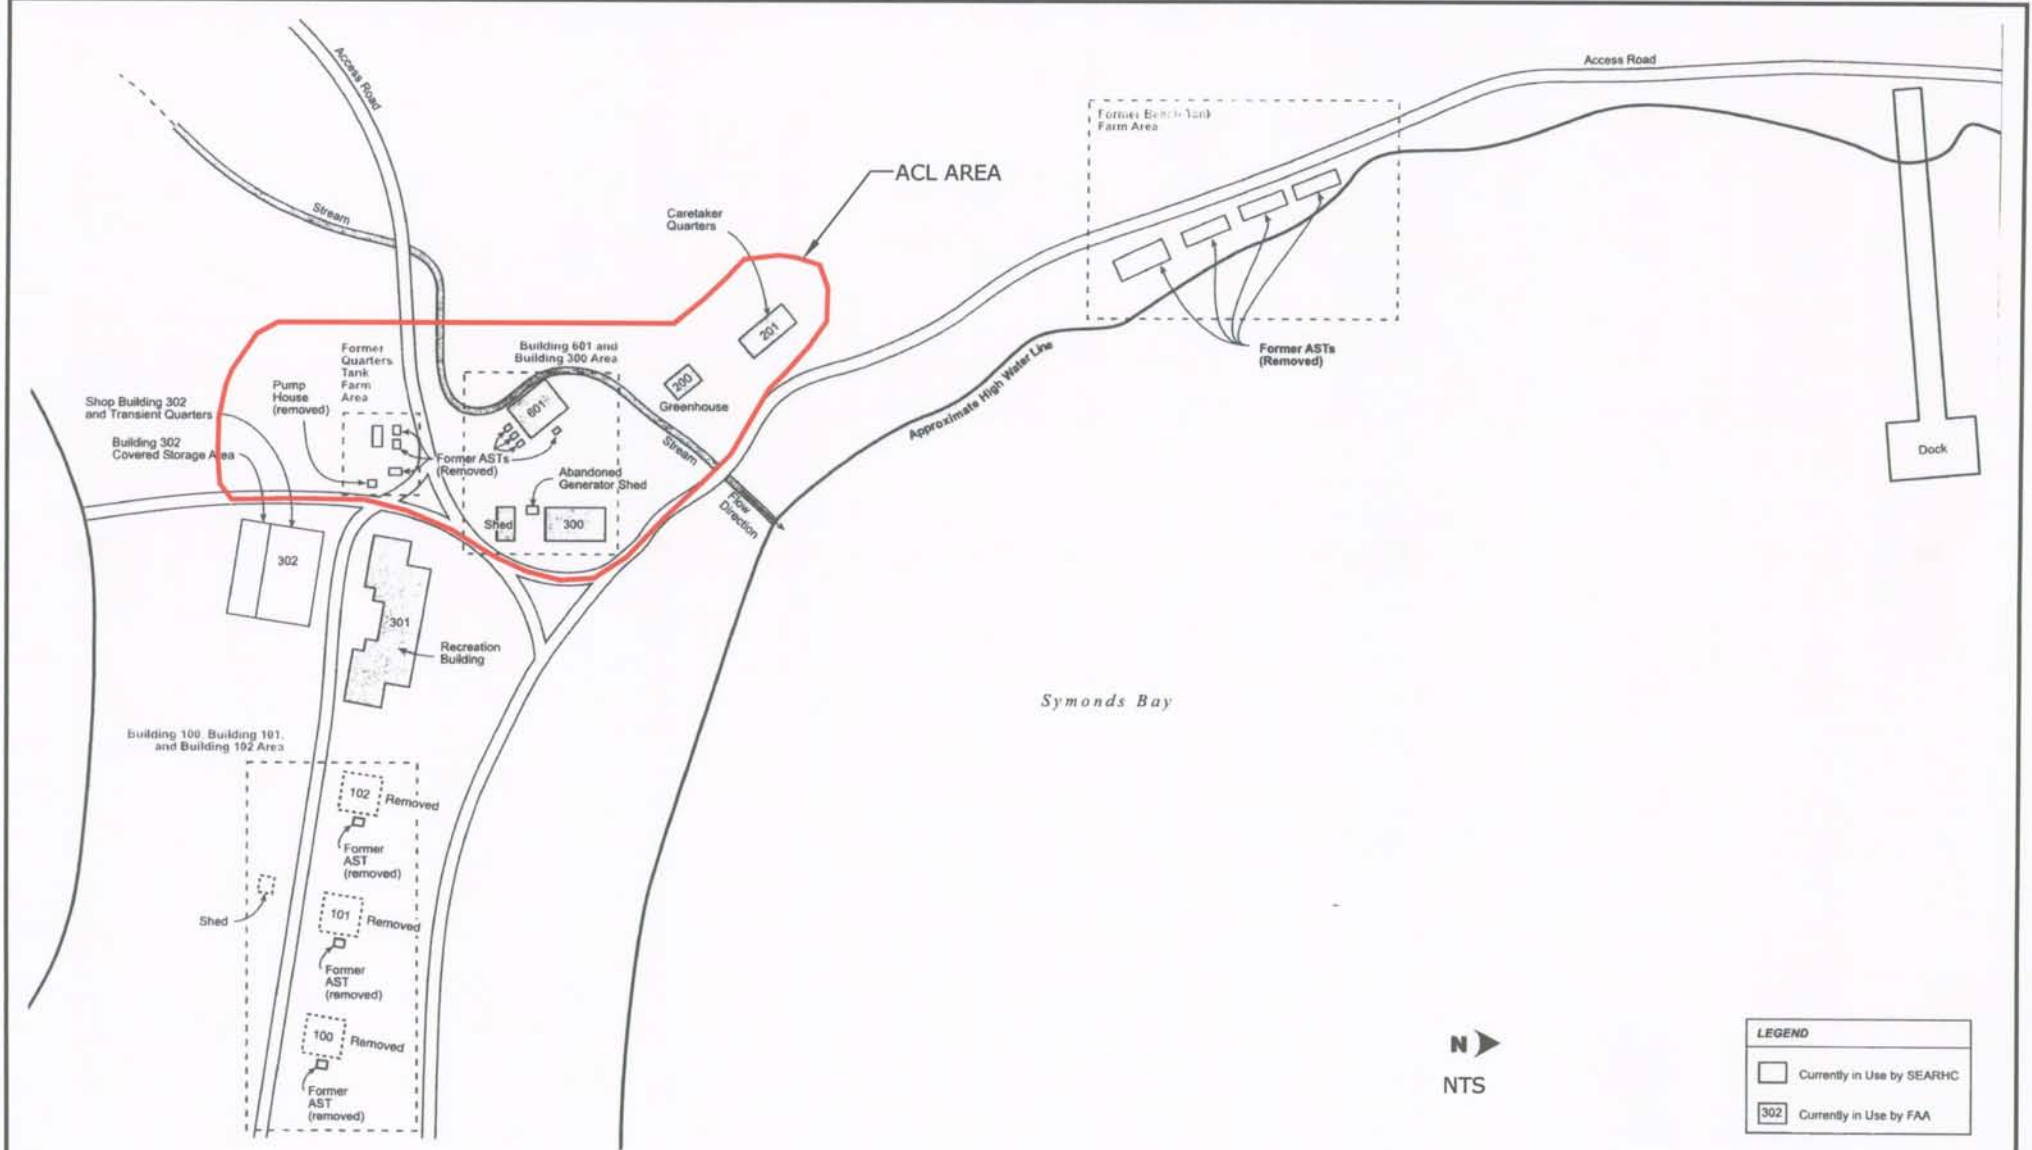 Access Road
Access Road
Former Beach Tank
Farm Area
ACL AREA
Stream
Caretaker
Quarters
201
Former ASTs
(Removed)
Approximate High Water Line
Building 601 and
Building 300 Area
Former
Quarters
Tank
Farm
Area
Pump
House
(removed)
200
Greenhouse
Shop Building 302
and Transient Quarters
Building 302
Covered Storage Area
601
Stream
Former ASTs
(Removed)
Abandoned
Generator Shed
Flow
Direction
Shed
300
Dock
302
301
Recreation
Building
Symonds Bay
Building 100, Building 101,
and Building 102 Area
102
Removed
Former
AST
(removed)
Shed
101
Removed
Former
AST
(removed)
100
Removed
Former
AST
(removed)
N
NTS
LEGEND
Currently in Use by SEARHC
302
Currently in Use by FAA